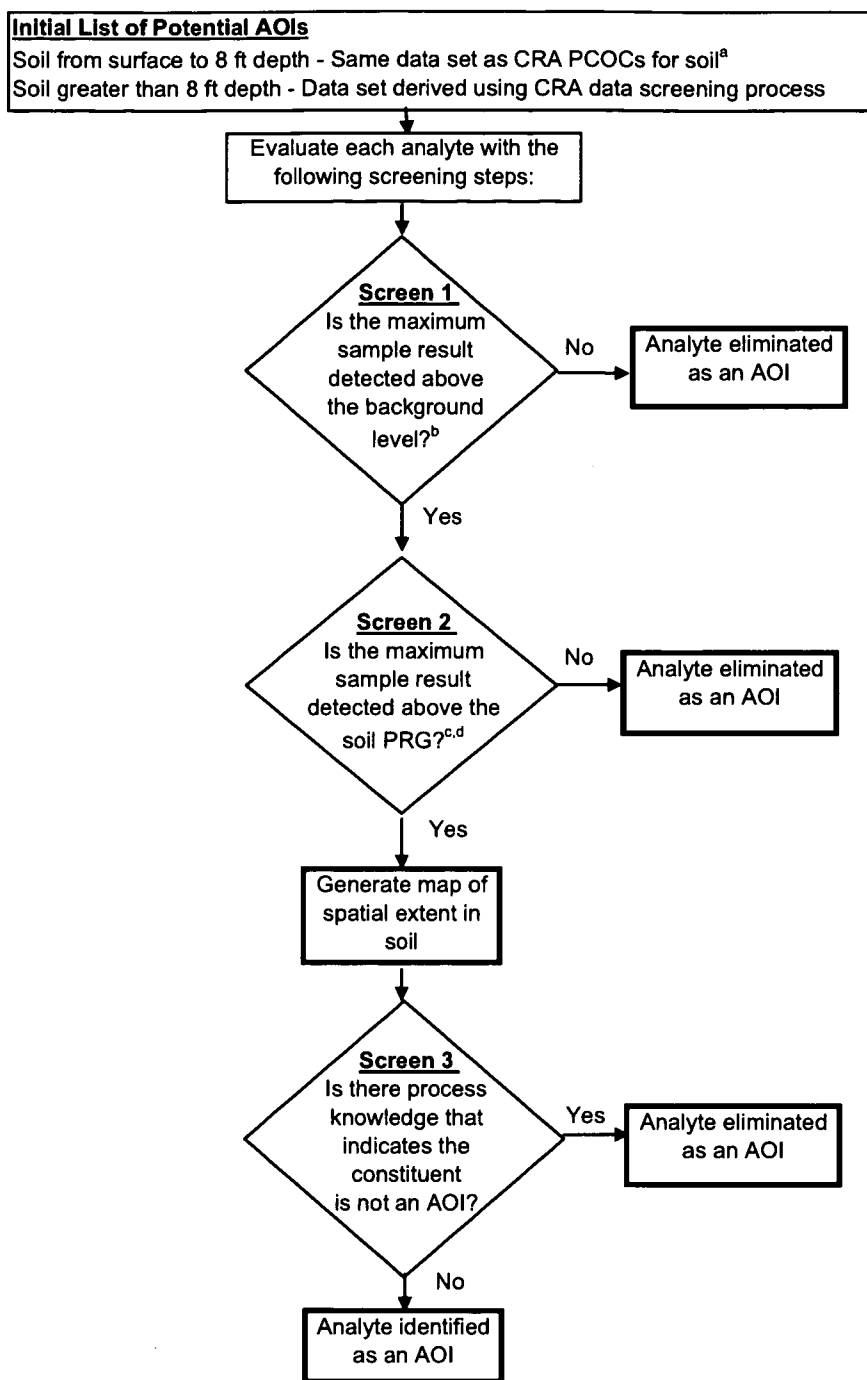 Initial List of Potential AOIs
Soil from surface to 8 ft depth - Same data set as CRA PCOCs for soilᵃ
Soil greater than 8 ft depth - Data set derived using CRA data screening process
Evaluate each analyte with the
following screening steps:
Screen 1
Is the maximum
sample result
detected above
the background
level?ᵇ
No
Analyte eliminated
as an AOI
Yes
Screen 2
Is the maximum
sample result
detected above the
soil PRG?ᶜ,ᵈ
No
Analyte eliminated
as an AOI
Yes
Generate map of
spatial extent in
soil
Screen 3
Is there process
knowledge that
indicates the
constituent
is not an AOI?
Yes
Analyte eliminated
as an AOI
No
Analyte identified
as an AOI